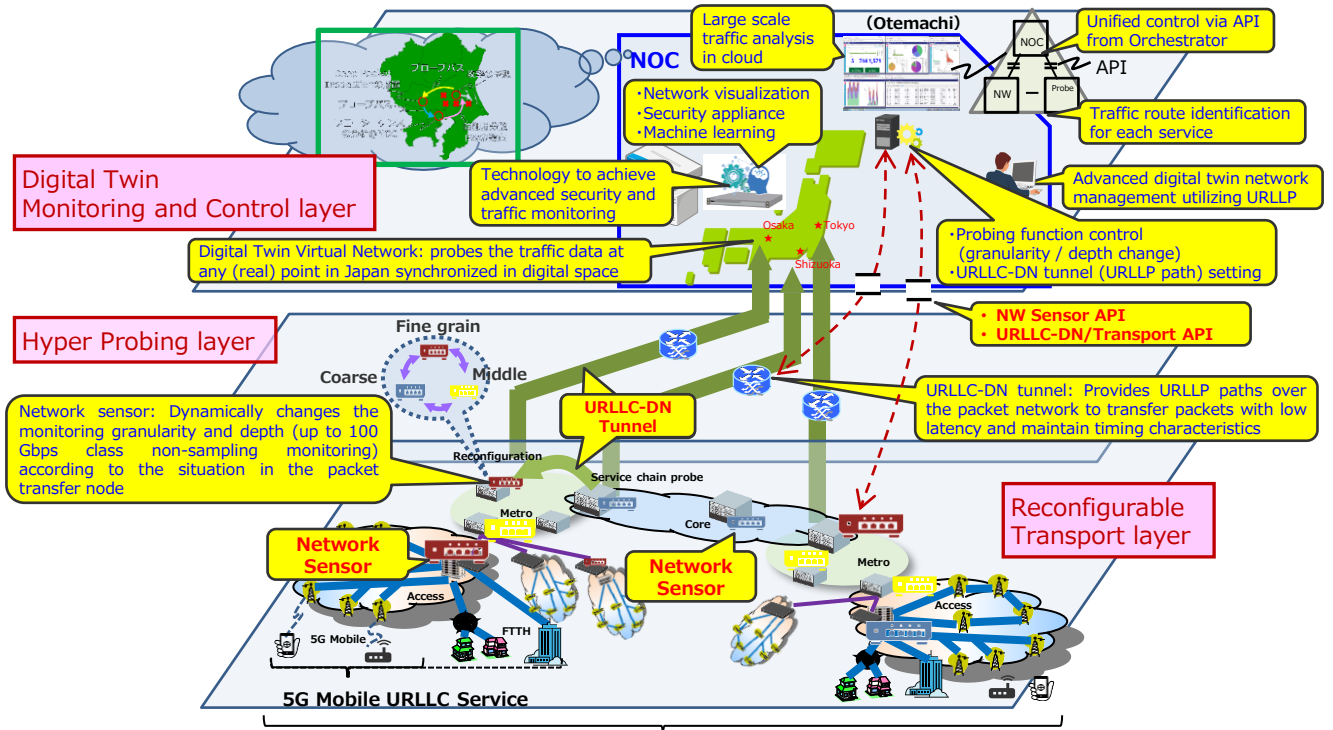 Large scale
traffic analysis
in cloud
(Otemachi)
Unified control via API
from Orchestrator
NOC
NOC
API
NW
Probe
プローブパス
・Network visualization
・Security appliance
・Machine learning
Traffic route identification
for each service
Digital Twin
Monitoring and Control layer
Technology to achieve
advanced security and
traffic monitoring
Advanced digital twin network
management utilizing URLLP
Osaka
Tokyo
Shizuoka
Digital Twin Virtual Network: probes the traffic data at
any (real) point in Japan synchronized in digital space
・Probing function control
(granularity / depth change)
・URLLC-DN tunnel (URLLP path) setting
• NW Sensor API
• URLLC-DN/Transport API
Hyper Probing layer
Fine grain
Coarse
Middle
URLLC-DN
Tunnel
URLLC-DN tunnel: Provides URLLP paths over
the packet network to transfer packets with low
latency and maintain timing characteristics
Network sensor: Dynamically changes the
monitoring granularity and depth (up to 100
Gbps class non-sampling monitoring)
according to the situation in the packet
transfer node
Reconfiguration
Service chain probe
Metro
Core
Metro
Reconfigurable
Transport layer
Network
Sensor
Network
Sensor
Access
Access
5G Mobile
FTTH
5G Mobile URLLC Service